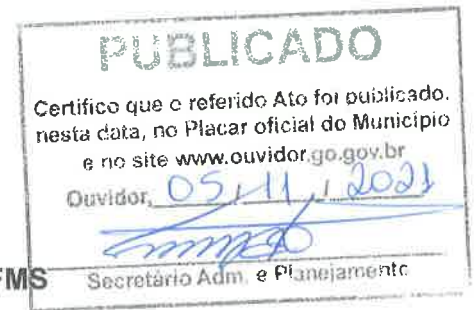 PUBLICADO
Certifico que o referido Ato foi publicado,
nesta data, no Placar oficial do Município
e no site www.ouvidor.go.gov.br
Ouvidor, 05 / 11 / 2021
FMS
Secretário Adm. e Planejamento